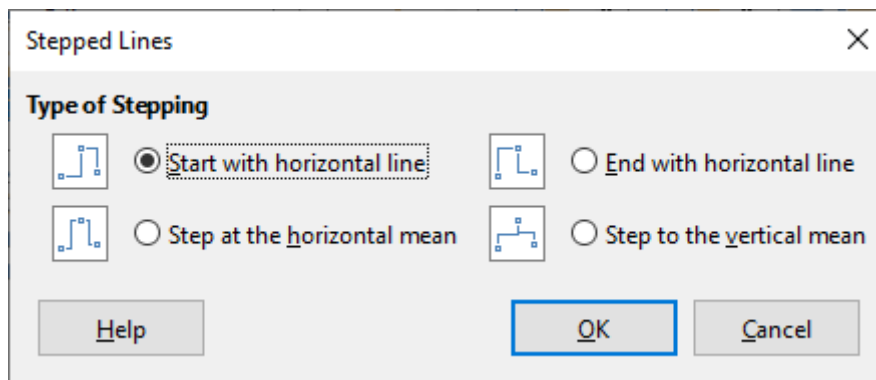 Stepped Lines
Type of Stepping
Start with horizontal line
End with horizontal line
Step at the horizontal mean
Step to the vertical mean
Help
OK
Cancel